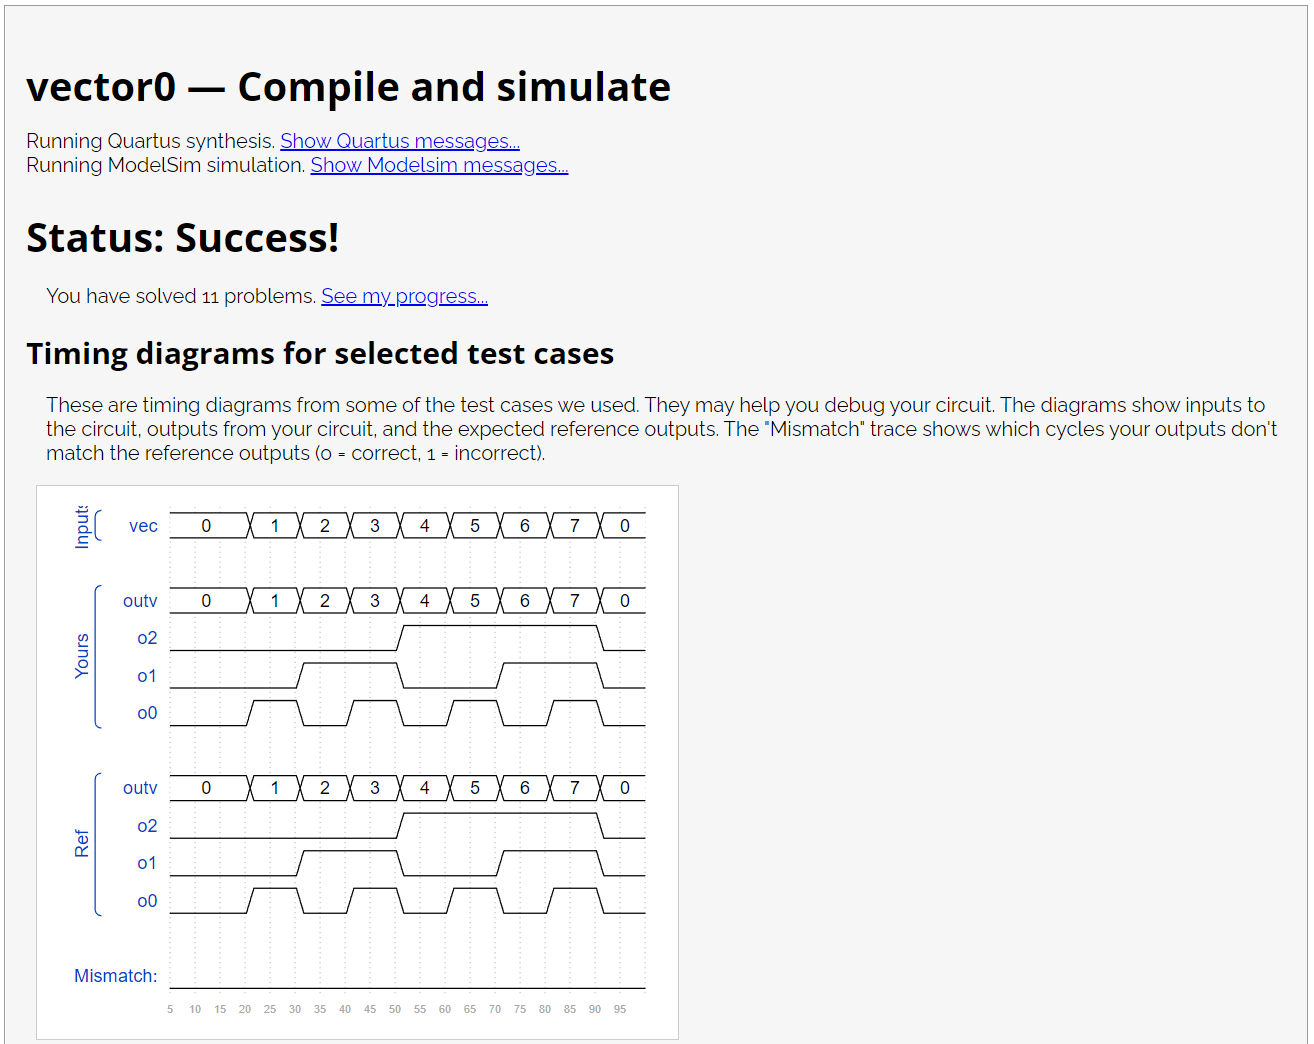 vector0 — Compile and simulate
Running Quartus synthesis. Show Quartus messages...
Running ModelSim simulation. Show Modelsim messages...
Status: Success!
You have solved 11 problems. See my progress...
Timing diagrams for selected test cases
These are timing diagrams from some of the test cases we used. They may help you debug your circuit. The diagrams show inputs to
the circuit, outputs from your circuit, and the expected reference outputs. The "Mismatch" trace shows which cycles your outputs don't
match the reference outputs (0 = correct, 1 = incorrect).
Inputs
vec 0 1 2 3 4 5 6 7 0
Yours
outv 0 1 2 3 4 5 6 7 0
o2
o1
o0
Ref
outv 0 1 2 3 4 5 6 7 0
o2
o1
o0
Mismatch:
5 10 15 20 25 30 35 40 45 50 55 60 65 70 75 80 85 90 95